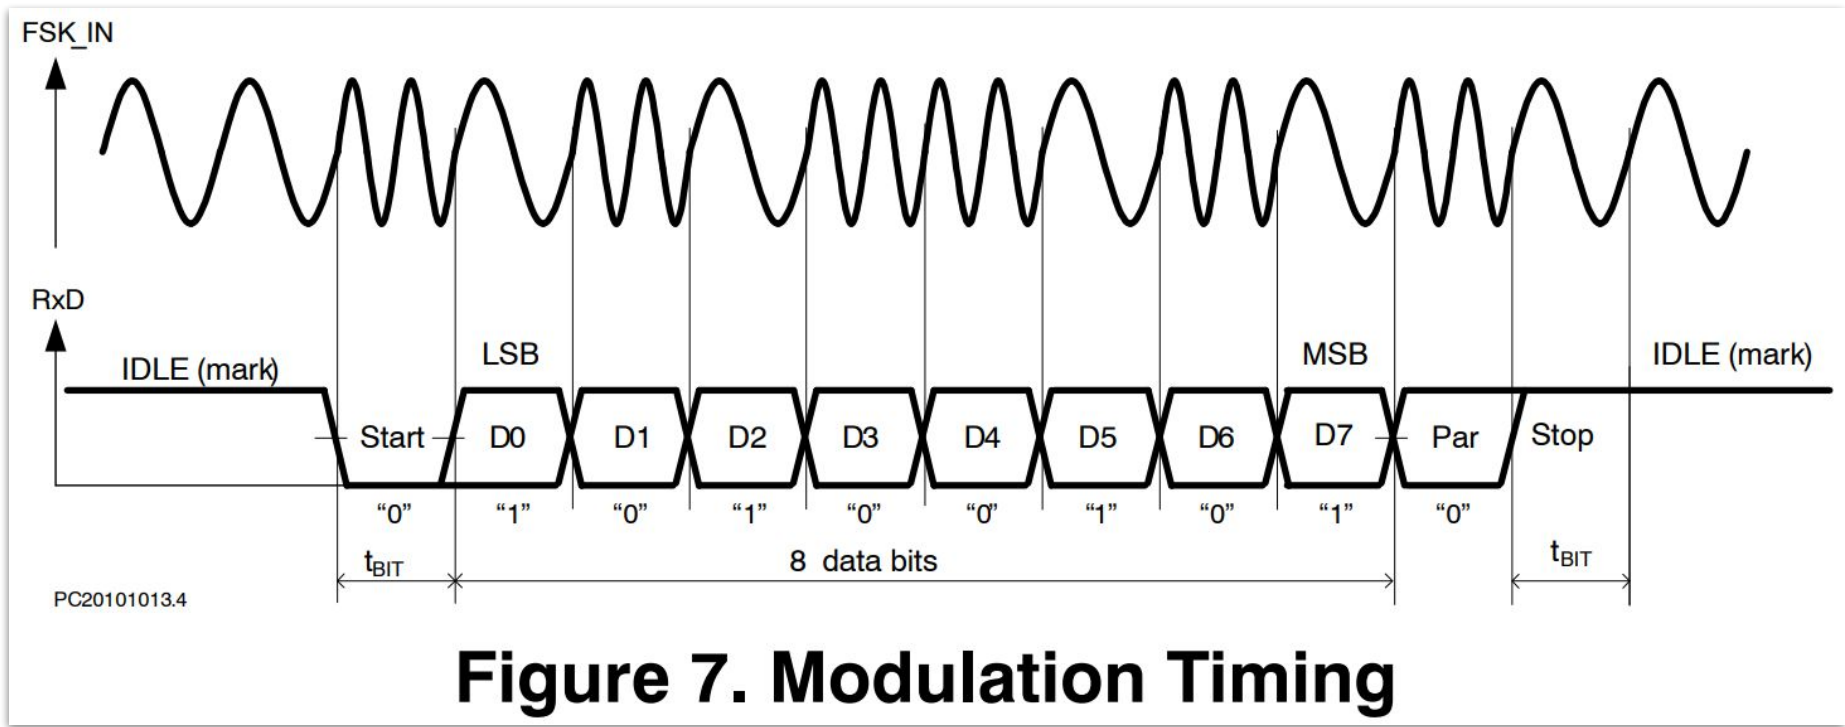 FSK_IN
RxD
IDLE (mark)
LSB
MSB
IDLE (mark)
Start D0 D1 D2 D3 D4 D5 D6 D7 Par Stop
“0” “1” “0” “1” “0” “0” “1” “0” “1” “0”
tBIT 8 data bits tBIT
PC20101013.4
Figure 7. Modulation Timing